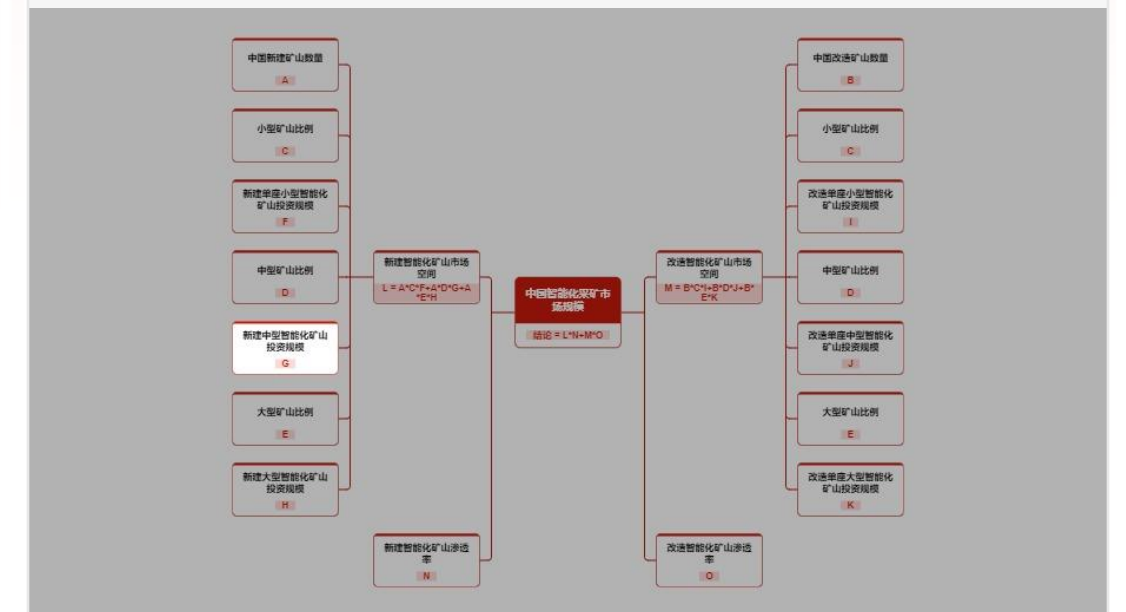 中国新建矿山数量
A
小型矿山比例
C
新建单座小型智能化
矿山投资规模
F
中型矿山比例
D
新建中型智能化矿山
投资规模
G
大型矿山比例
E
新建大型智能化矿山
投资规模
H
新建智能化矿山市场
空间
L = A*C*F+A*D*G+A
*E*H
新建智能化矿山渗透
率
N
中国智能化采矿市
场规模
结论 = L*N+M*O
改造智能化矿山市场
空间
M = B*C*I+B*D*J+B*
E*K
改造智能化矿山渗透
率
O
中国改造矿山数量
B
小型矿山比例
C
改造单座小型智能化
矿山投资规模
I
中型矿山比例
D
改造单座中型智能化
矿山投资规模
J
大型矿山比例
E
改造单座大型智能化
矿山投资规模
K